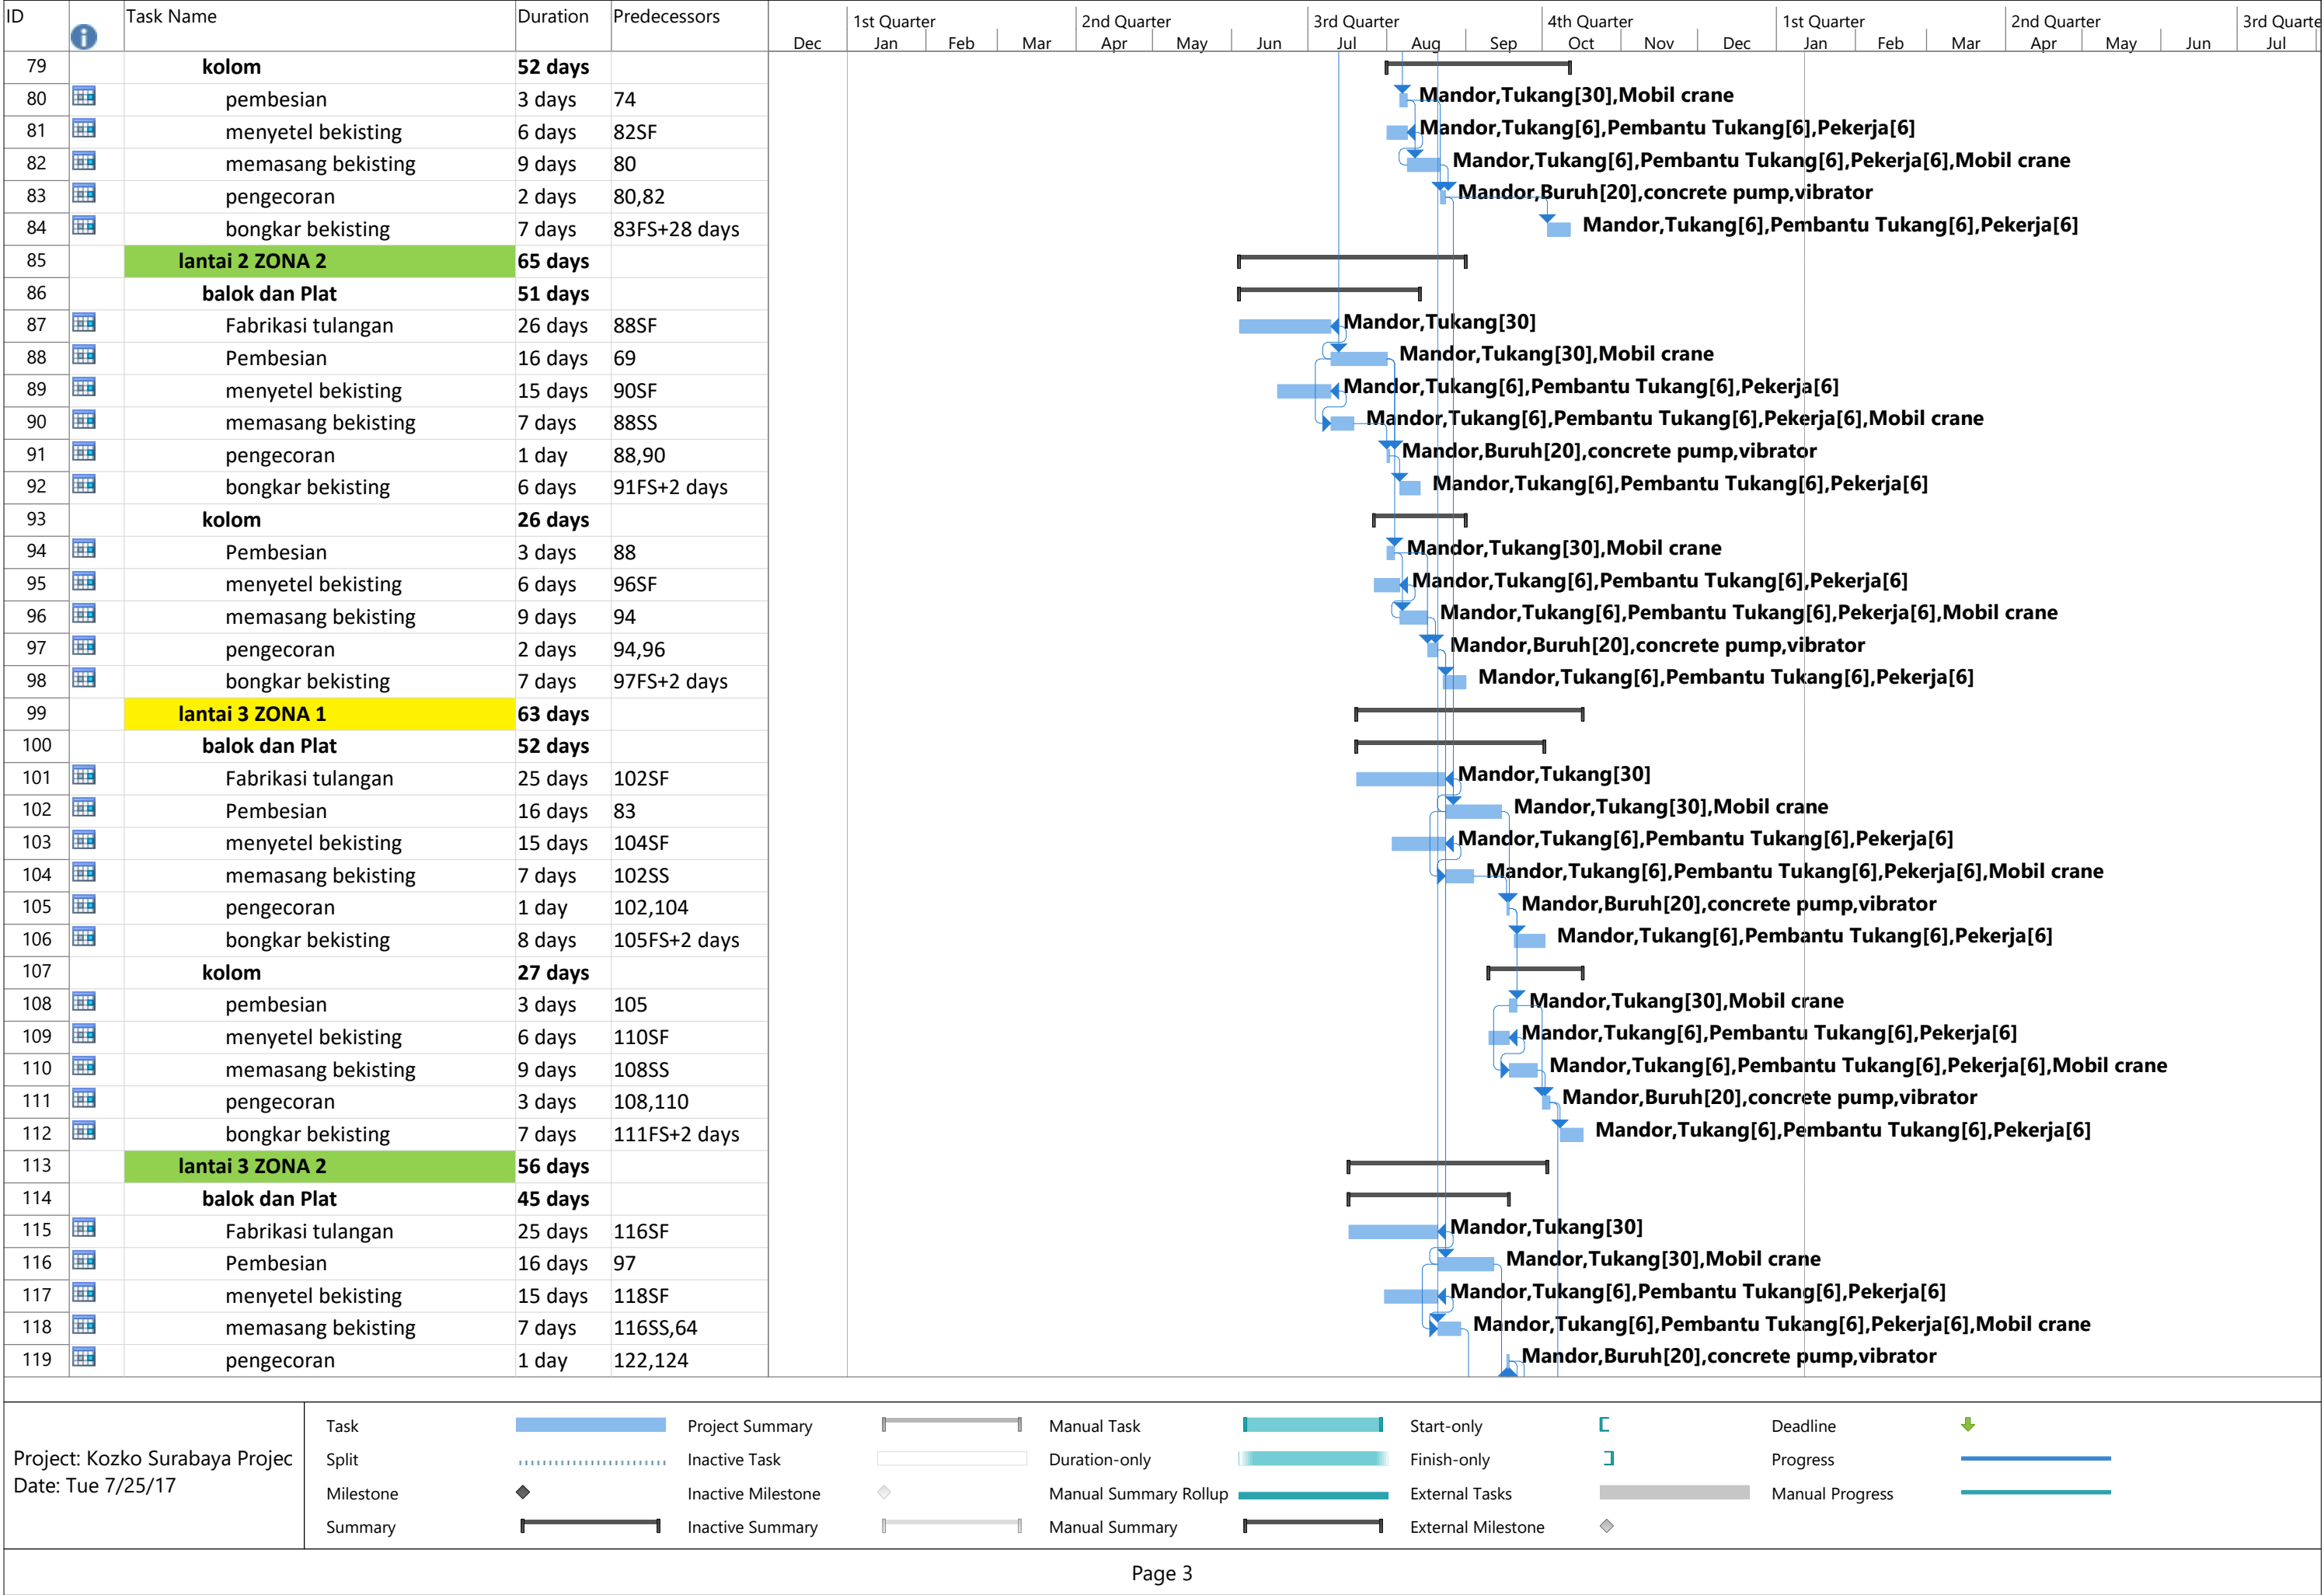 ID Task Name Duration Predecessors
1st Quarter 2nd Quarter 3rd Quarter 4th Quarter 1st Quarter 2nd Quarter 3rd Quarte
Dec Jan Feb Mar Apr May Jun Jul Aug Sep Oct Nov Dec Jan Feb Mar Apr May Jun Jul
79 kolom 52 days
80 pembesian 3 days 74 Mandor,Tukang[30],Mobil crane
81 menyetel bekisting 6 days 82SF Mandor,Tukang[6],Pembantu Tukang[6],Pekerja[6]
82 memasang bekisting 9 days 80 Mandor,Tukang[6],Pembantu Tukang[6],Pekerja[6],Mobil crane
83 pengecoran 2 days 80,82 Mandor,Buruh[20],concrete pump,vibrator
84 bongkar bekisting 7 days 83FS+28 days Mandor,Tukang[6],Pembantu Tukang[6],Pekerja[6]
85 lantai 2 ZONA 2 65 days
86 balok dan Plat 51 days
87 Fabrikasi tulangan 26 days 88SF Mandor,Tukang[30]
88 Pembesian 16 days 69 Mandor,Tukang[30],Mobil crane
89 menyetel bekisting 15 days 90SF Mandor,Tukang[6],Pembantu Tukang[6],Pekerja[6]
90 memasang bekisting 7 days 88SS Mandor,Tukang[6],Pembantu Tukang[6],Pekerja[6],Mobil crane
91 pengecoran 1 day 88,90 Mandor,Buruh[20],concrete pump,vibrator
92 bongkar bekisting 6 days 91FS+2 days Mandor,Tukang[6],Pembantu Tukang[6],Pekerja[6]
93 kolom 26 days
94 Pembesian 3 days 88 Mandor,Tukang[30],Mobil crane
95 menyetel bekisting 6 days 96SF Mandor,Tukang[6],Pembantu Tukang[6],Pekerja[6]
96 memasang bekisting 9 days 94 Mandor,Tukang[6],Pembantu Tukang[6],Pekerja[6],Mobil crane
97 pengecoran 2 days 94,96 Mandor,Buruh[20],concrete pump,vibrator
98 bongkar bekisting 7 days 97FS+2 days Mandor,Tukang[6],Pembantu Tukang[6],Pekerja[6]
99 lantai 3 ZONA 1 63 days
100 balok dan Plat 52 days
101 Fabrikasi tulangan 25 days 102SF Mandor,Tukang[30]
102 Pembesian 16 days 83 Mandor,Tukang[30],Mobil crane
103 menyetel bekisting 15 days 104SF Mandor,Tukang[6],Pembantu Tukang[6],Pekerja[6]
104 memasang bekisting 7 days 102SS Mandor,Tukang[6],Pembantu Tukang[6],Pekerja[6],Mobil crane
105 pengecoran 1 day 102,104 Mandor,Buruh[20],concrete pump,vibrator
106 bongkar bekisting 8 days 105FS+2 days Mandor,Tukang[6],Pembantu Tukang[6],Pekerja[6]
107 kolom 27 days
108 pembesian 3 days 105 Mandor,Tukang[30],Mobil crane
109 menyetel bekisting 6 days 110SF Mandor,Tukang[6],Pembantu Tukang[6],Pekerja[6]
110 memasang bekisting 9 days 108SS Mandor,Tukang[6],Pembantu Tukang[6],Pekerja[6],Mobil crane
111 pengecoran 3 days 108,110 Mandor,Buruh[20],concrete pump,vibrator
112 bongkar bekisting 7 days 111FS+2 days Mandor,Tukang[6],Pembantu Tukang[6],Pekerja[6]
113 lantai 3 ZONA 2 56 days
114 balok dan Plat 45 days
115 Fabrikasi tulangan 25 days 116SF Mandor,Tukang[30]
116 Pembesian 16 days 97 Mandor,Tukang[30],Mobil crane
117 menyetel bekisting 15 days 118SF Mandor,Tukang[6],Pembantu Tukang[6],Pekerja[6]
118 memasang bekisting 7 days 116SS,64 Mandor,Tukang[6],Pembantu Tukang[6],Pekerja[6],Mobil crane
119 pengecoran 1 day 122,124 Mandor,Buruh[20],concrete pump,vibrator
Project: Kozko Surabaya Projec
Date: Tue 7/25/17
Task Project Summary Manual Task Start-only Deadline
Split Inactive Task Duration-only Finish-only Progress
Milestone Inactive Milestone Manual Summary Rollup External Tasks Manual Progress
Summary Inactive Summary Manual Summary External Milestone
Page 3